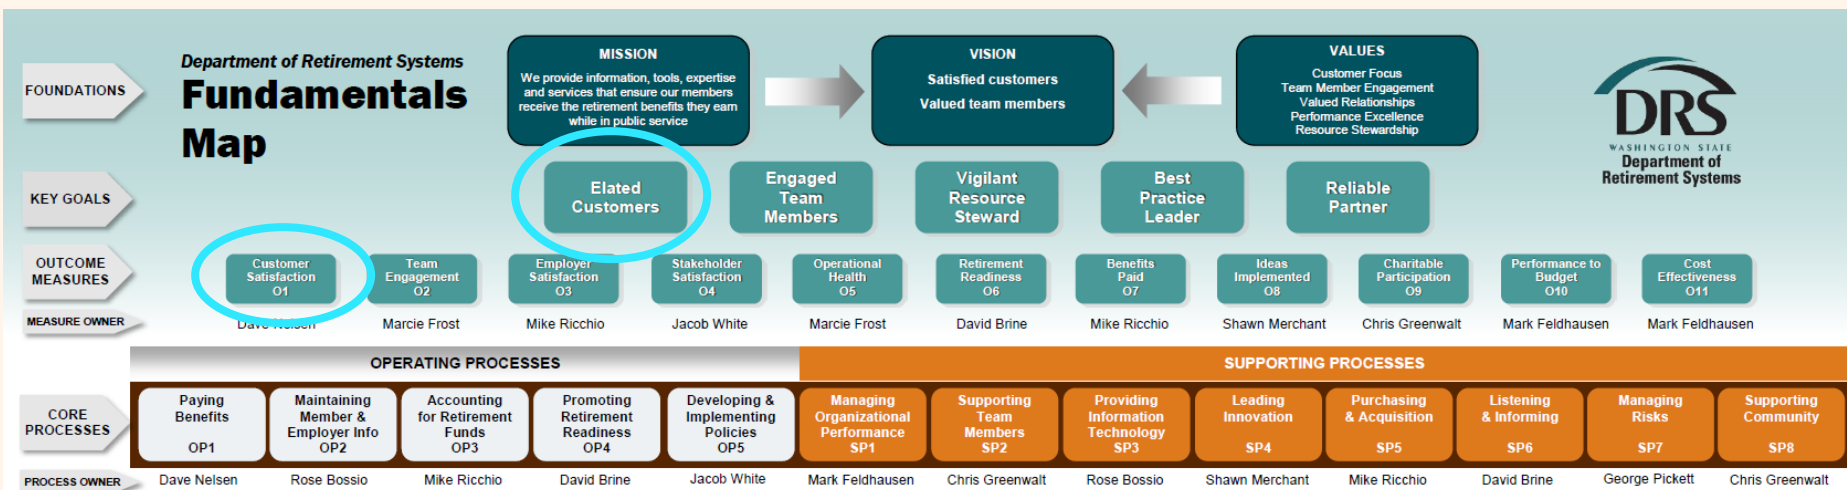 Department of Retirement Systems
Fundamentals
Map
FOUNDATIONS
MISSION
We provide information, tools, expertise
and services that ensure our members
receive the retirement benefits they earn
while in public service
VISION
Satisfied customers
Valued team members
VALUES
Customer Focus
Team Member Engagement
Valued Relationships
Performance Excellence
Resource Stewardship
DRS
WASHINGTON STATE
Department of
Retirement Systems
KEY GOALS
Elated
Customers
Engaged
Team
Members
Vigilant
Resource
Steward
Best
Practice
Leader
Reliable
Partner
OUTCOME
MEASURES
Customer
Satisfaction
O1
Team
Engagement
O2
Employer
Satisfaction
O3
Stakeholder
Satisfaction
O4
Operational
Health
O5
Retirement
Readiness
O6
Benefits
Paid
O7
Ideas
Implemented
O8
Charitable
Participation
O9
Performance to
Budget
O10
Cost
Effectiveness
O11
MEASURE OWNER
Dave Nelsen
Marcie Frost
Mike Ricchio
Jacob White
Marcie Frost
David Brine
Mike Ricchio
Shawn Merchant
Chris Greenwalt
Mark Feldhausen
Mark Feldhausen
OPERATING PROCESSES
SUPPORTING PROCESSES
CORE
PROCESSES
Paying
Benefits
OP1
Maintaining
Member &
Employer Info
OP2
Accounting
for Retirement
Funds
OP3
Promoting
Retirement
Readiness
OP4
Developing &
Implementing
Policies
OP5
Managing
Organizational
Performance
SP1
Supporting
Team
Members
SP2
Providing
Information
Technology
SP3
Leading
Innovation
SP4
Purchasing
& Acquisition
SP5
Listening
& Informing
SP6
Managing
Risks
SP7
Supporting
Community
SP8
PROCESS OWNER
Dave Nelsen
Rose Bossio
Mike Ricchio
David Brine
Jacob White
Mark Feldhausen
Chris Greenwalt
Rose Bossio
Shawn Merchant
Mike Ricchio
David Brine
George Pickett
Chris Greenwalt